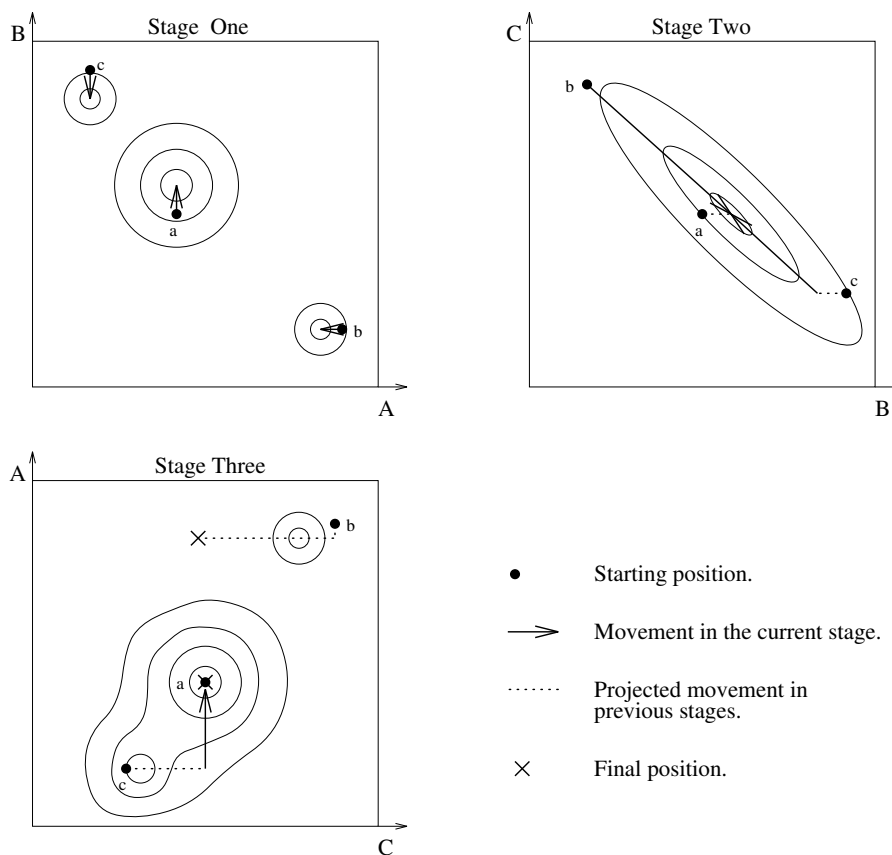 Stage One
B
c
a
b
A
Stage Two
C
b
a
c
B
Stage Three
A
b
a
c
C
Starting position.
Movement in the current stage.
Projected movement in
previous stages.
Final position.